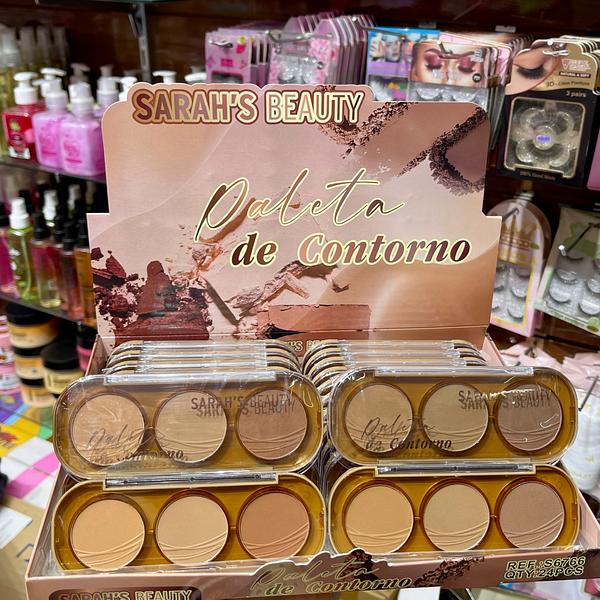 SARAH'S BEAUTY
Paleta
de Contorno
SARAH'S BEAUTY
Paleta
de Contorno
SARAH'S BEAUTY
Paleta
de Contorno
SARAH'S BEAUTY
Paleta
de Contorno
REF.:S6766
QTY:24PCS
3 pairs